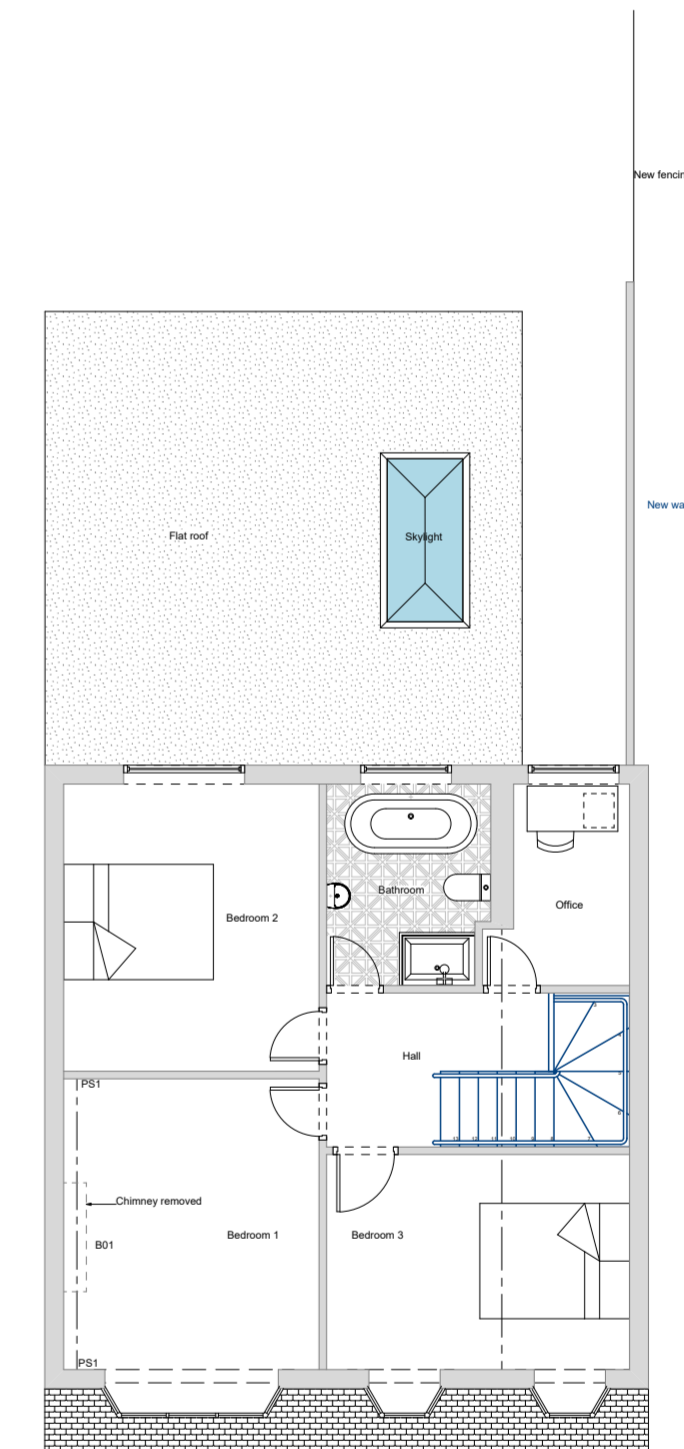 New fencin
Flat roof
Skylight
New wa
Bedroom 2
Bathroom
Office
Hall
PS1
Chimney removed
B01
Bedroom 1
Bedroom 3
PS1